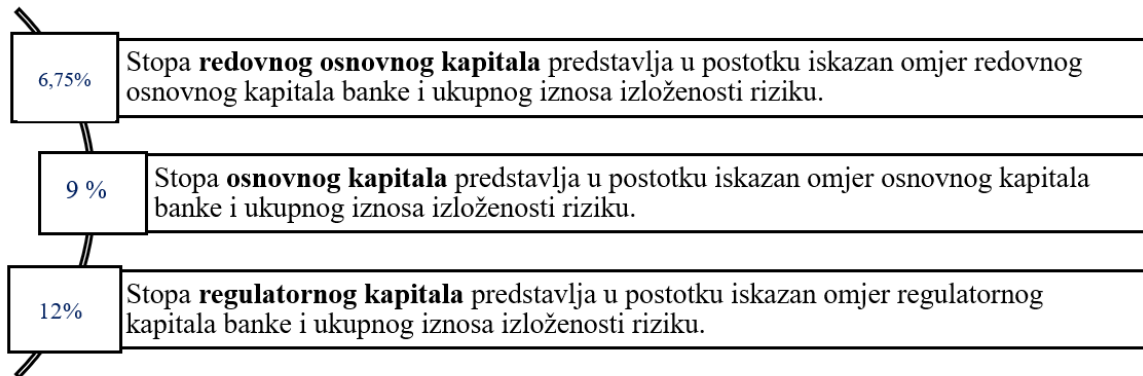 6,75%
Stopa redovnog osnovnog kapitala predstavlja u postotku iskazan omjer redovnog
osnovnog kapitala banke i ukupnog iznosa izloženosti riziku.
9 %
Stopa osnovnog kapitala predstavlja u postotku iskazan omjer osnovnog kapitala
banke i ukupnog iznosa izloženosti riziku.
12%
Stopa regulatornog kapitala predstavlja u postotku iskazan omjer regulatornog
kapitala banke i ukupnog iznosa izloženosti riziku.